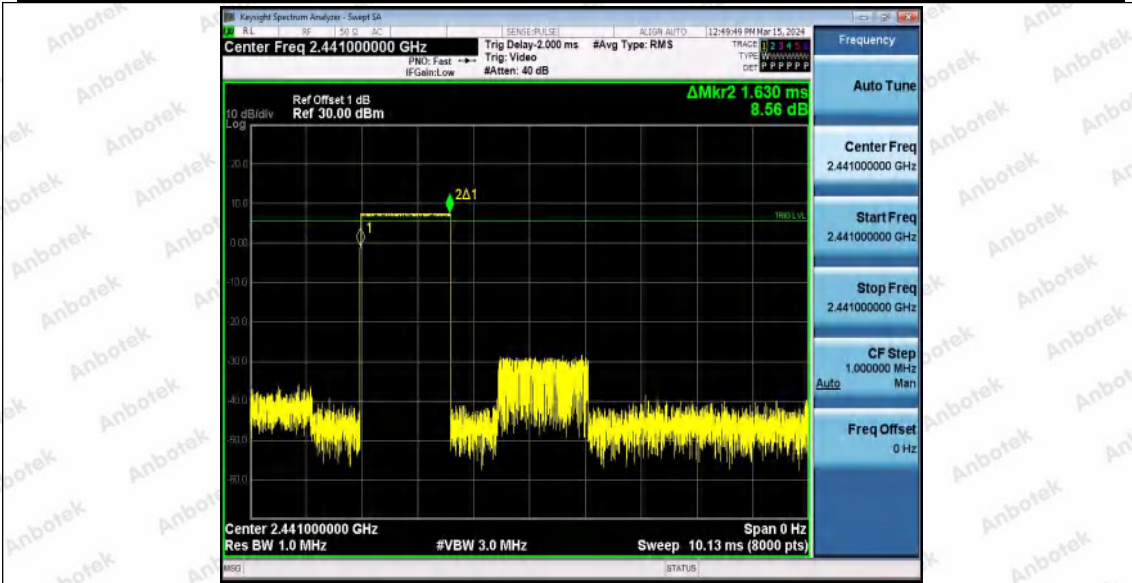 Keysight Spectrum Analyzer - Swept SA
RL RF 50 Ω AC SENSE:PULSE ALIGN AUTO 12:49:49 PM Mar 15, 2024
Center Freq 2.441000000 GHz
PNO: Fast
IFGain:Low
Trig Delay-2.000 ms
Trig: Video
#Atten: 40 dB
#Avg Type: RMS
TRACE 1 2 3 4 5 6
TYPE
DET P P P P P P
ΔMkr2 1.630 ms
8.56 dB
Ref Offset 1 dB
10 dB/div Ref 30.00 dBm
Log
20.0
10.0
0.00
-10.0
-20.0
-30.0
-40.0
-50.0
-60.0
2Δ1
1
TRIG LVL
Center 2.441000000 GHz Span 0 Hz
Res BW 1.0 MHz #VBW 3.0 MHz Sweep 10.13 ms (8000 pts)
MSG STATUS
Frequency
Auto Tune
Center Freq
2.441000000 GHz
Start Freq
2.441000000 GHz
Stop Freq
2.441000000 GHz
CF Step
1.000000 MHz
Auto Man
Freq Offset
0 Hz
Anbotek